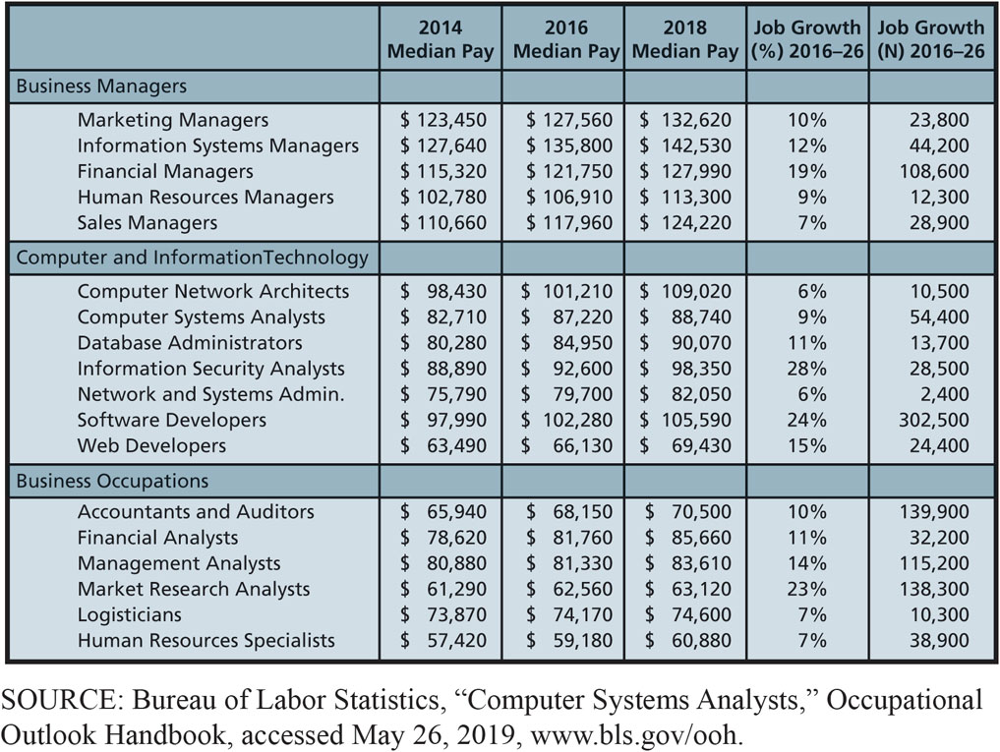 2014 Median Pay 2016 Median Pay 2018 Median Pay Job Growth (%) 2016–26 Job Growth (N) 2016–26
Business Managers
Marketing Managers $ 123,450 $ 127,560 $ 132,620 10% 23,800
Information Systems Managers $ 127,640 $ 135,800 $ 142,530 12% 44,200
Financial Managers $ 115,320 $ 121,750 $ 127,990 19% 108,600
Human Resources Managers $ 102,780 $ 106,910 $ 113,300 9% 12,300
Sales Managers $ 110,660 $ 117,960 $ 124,220 7% 28,900
Computer and InformationTechnology
Computer Network Architects $ 98,430 $ 101,210 $ 109,020 6% 10,500
Computer Systems Analysts $ 82,710 $ 87,220 $ 88,740 9% 54,400
Database Administrators $ 80,280 $ 84,950 $ 90,070 11% 13,700
Information Security Analysts $ 88,890 $ 92,600 $ 98,350 28% 28,500
Network and Systems Admin. $ 75,790 $ 79,700 $ 82,050 6% 2,400
Software Developers $ 97,990 $ 102,280 $ 105,590 24% 302,500
Web Developers $ 63,490 $ 66,130 $ 69,430 15% 24,400
Business Occupations
Accountants and Auditors $ 65,940 $ 68,150 $ 70,500 10% 139,900
Financial Analysts $ 78,620 $ 81,760 $ 85,660 11% 32,200
Management Analysts $ 80,880 $ 81,330 $ 83,610 14% 115,200
Market Research Analysts $ 61,290 $ 62,560 $ 63,120 23% 138,300
Logisticians $ 73,870 $ 74,170 $ 74,600 7% 10,300
Human Resources Specialists $ 57,420 $ 59,180 $ 60,880 7% 38,900
SOURCE: Bureau of Labor Statistics, “Computer Systems Analysts,” Occupational
Outlook Handbook, accessed May 26, 2019, www.bls.gov/ooh.